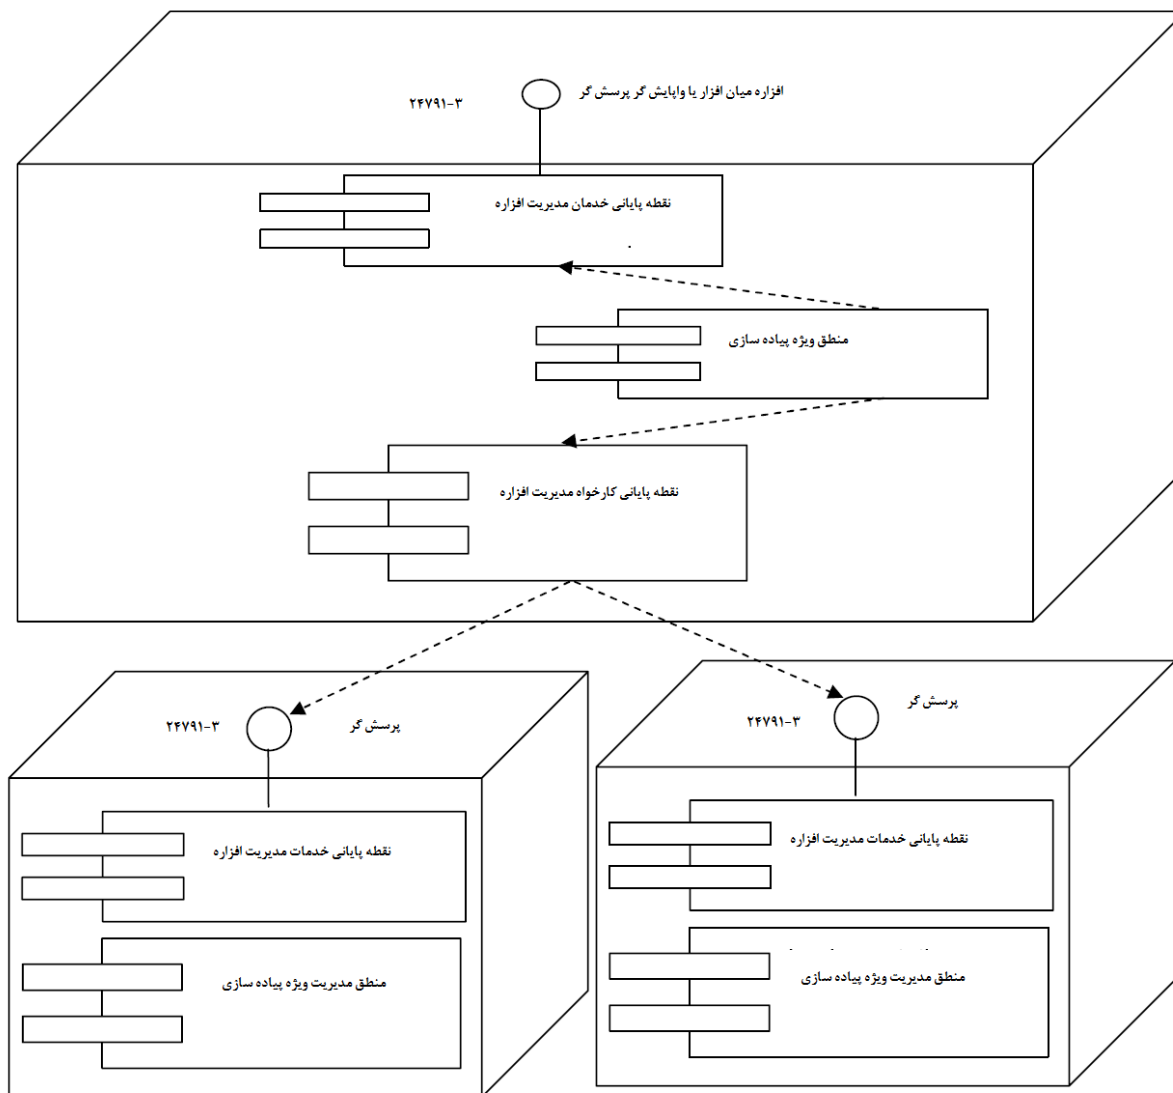 افزاره میان افزار یا واپایش گر پرسش گر
۲۴۷۹۱-۳
نقطه پایانی خدمان مدیریت افزاره
منطق ویژه پیاده سازی
نقطه پایانی کارخواه مدیریت افزاره
پرسش گر
۲۴۷۹۱-۳
پرسش گر
۲۴۷۹۱-۳
نقطه پایانی خدمات مدیریت افزاره
نقطه پایانی خدمات مدیریت افزاره
منطق مدیریت ویژه پیاده سازی
منطق مدیریت ویژه پیاده سازی